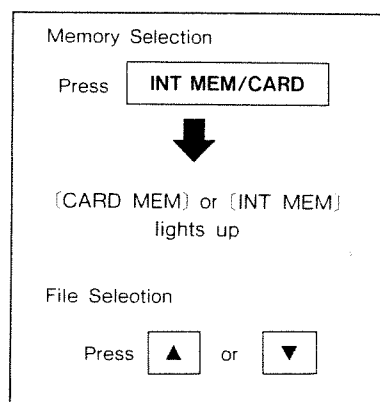 Memory Selection
Press INT MEM/CARD
[CARD MEM] or [INT MEM]
lights up
File Seleotion
Press ▲ or ▼